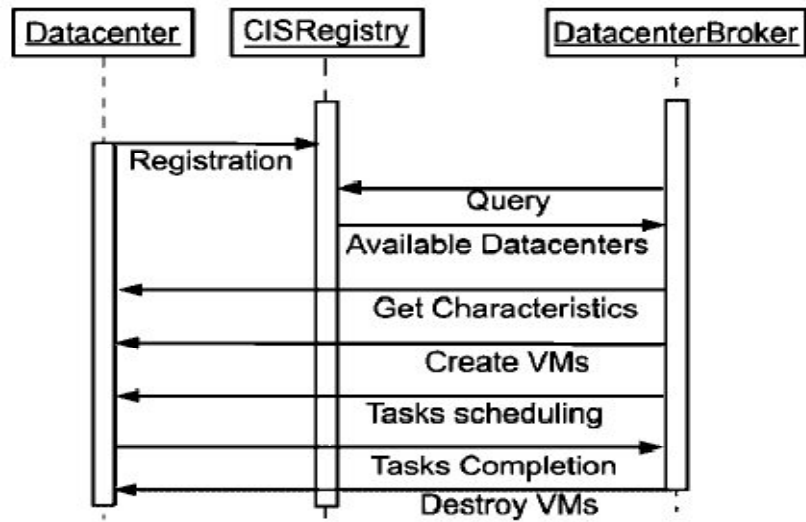 Datacenter
CISRegistry
DatacenterBroker
Registration
Query
Available Datacenters
Get Characteristics
Create VMs
Tasks scheduling
Tasks Completion
Destroy VMs